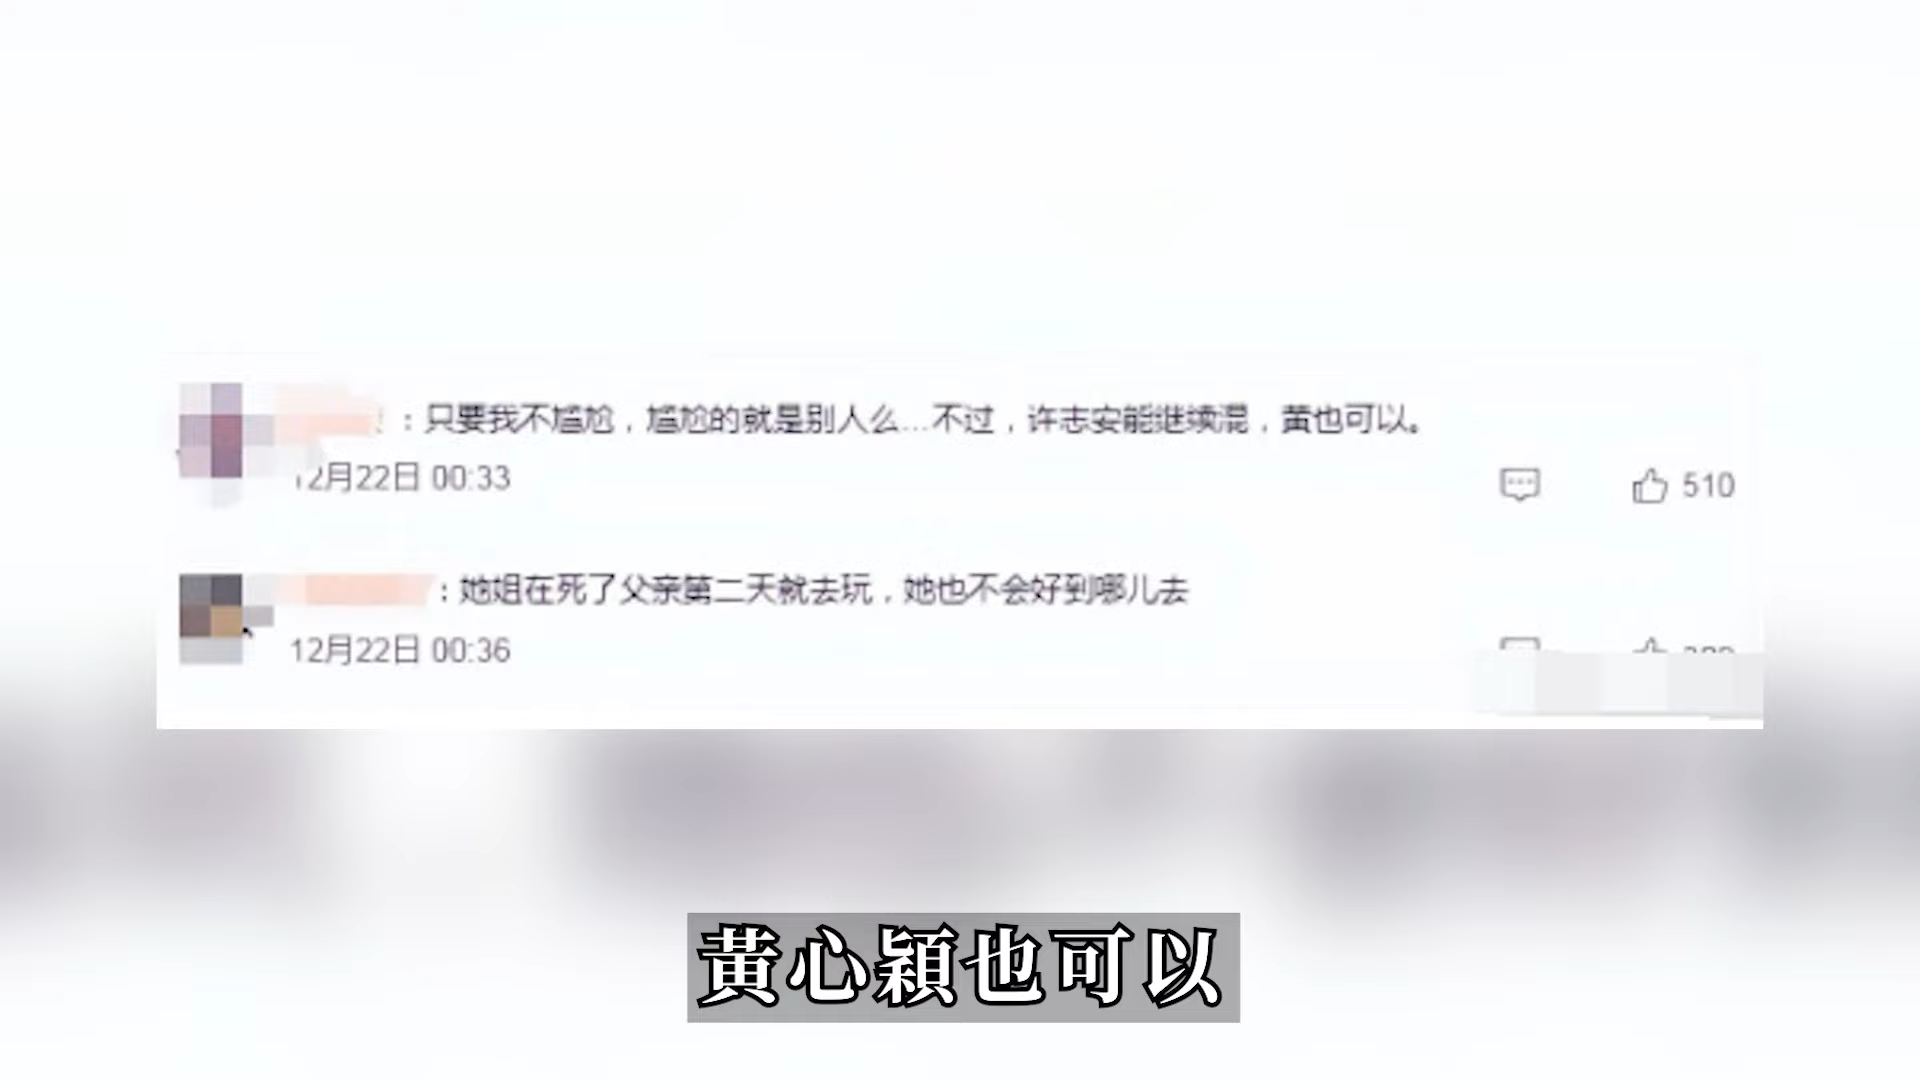 ：只要我不尴尬，尴尬的就是别人么...不过，许志安能继续混，黄也可以。
12月22日 00:33
510
：她姐在死了父亲第二天就去玩，她也不会好到哪儿去
12月22日 00:36
黃心穎也可以